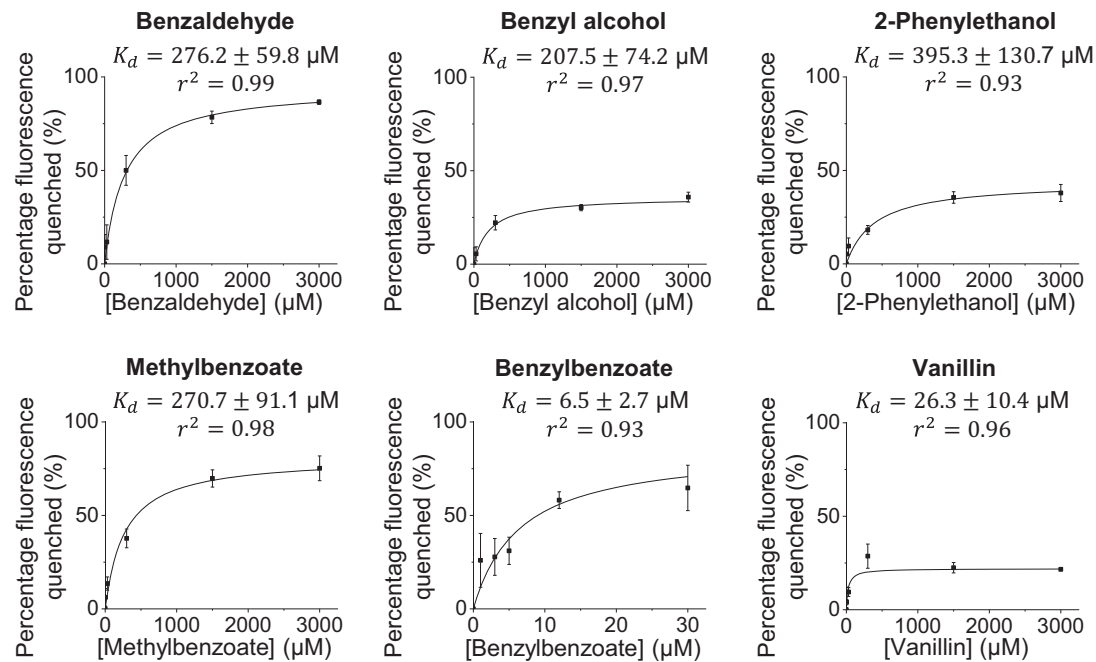 Benzaldehyde
K_d = 276.2 ± 59.8 μM
r² = 0.99
Percentage fluorescence
quenched (%)
100
50
0
0 1000 2000 3000
[Benzaldehyde] (μM)
Benzyl alcohol
K_d = 207.5 ± 74.2 μM
r² = 0.97
Percentage fluorescence
quenched (%)
100
50
0
0 1000 2000 3000
[Benzyl alcohol] (μM)
2-Phenylethanol
K_d = 395.3 ± 130.7 μM
r² = 0.93
Percentage fluorescence
quenched (%)
100
50
0
0 1000 2000 3000
[2-Phenylethanol] (μM)
Methylbenzoate
K_d = 270.7 ± 91.1 μM
r² = 0.98
Percentage fluorescence
quenched (%)
100
50
0
0 1000 2000 3000
[Methylbenzoate] (μM)
Benzylbenzoate
K_d = 6.5 ± 2.7 μM
r² = 0.93
Percentage fluorescence
quenched (%)
100
50
0
0 10 20 30
[Benzylbenzoate] (μM)
Vanillin
K_d = 26.3 ± 10.4 μM
r² = 0.96
Percentage fluorescence
quenched (%)
100
50
0
0 1000 2000 3000
[Vanillin] (μM)